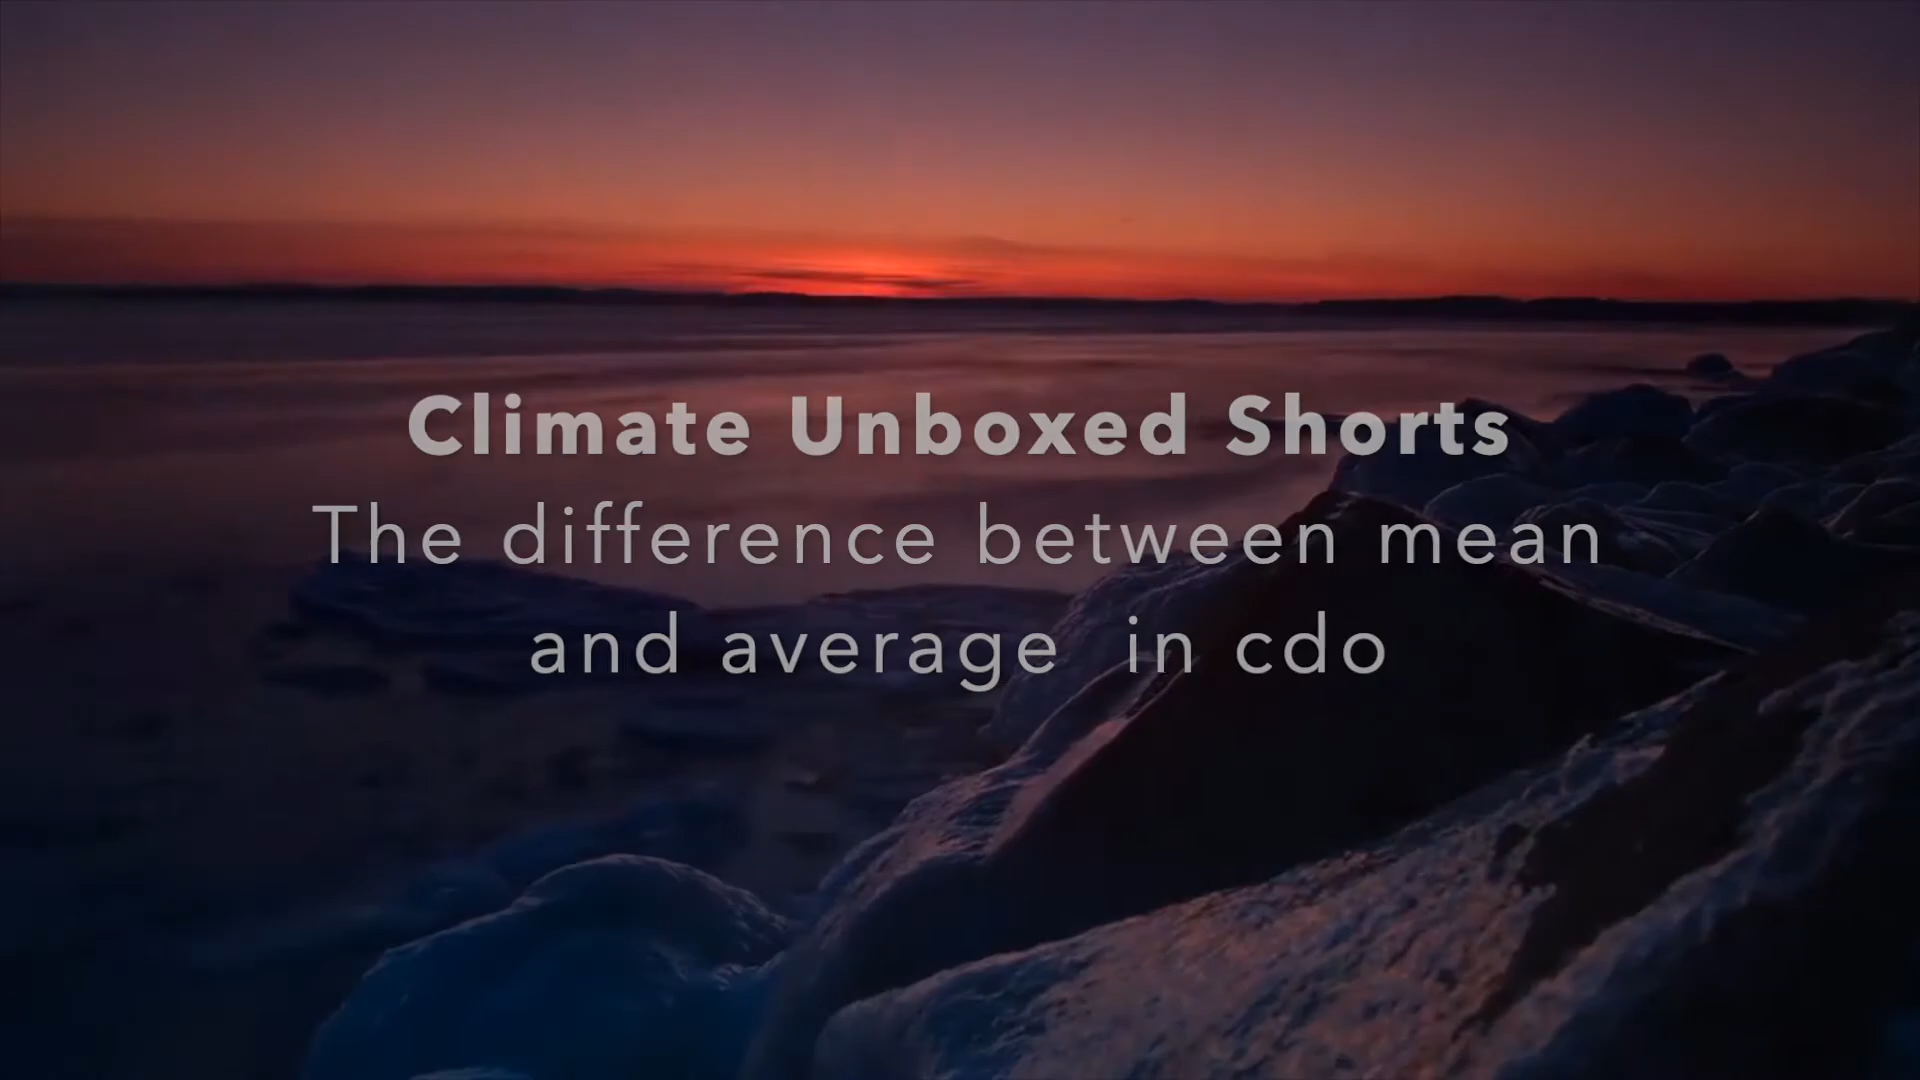 Climate Unboxed Shorts
The difference between mean
and average in cdo